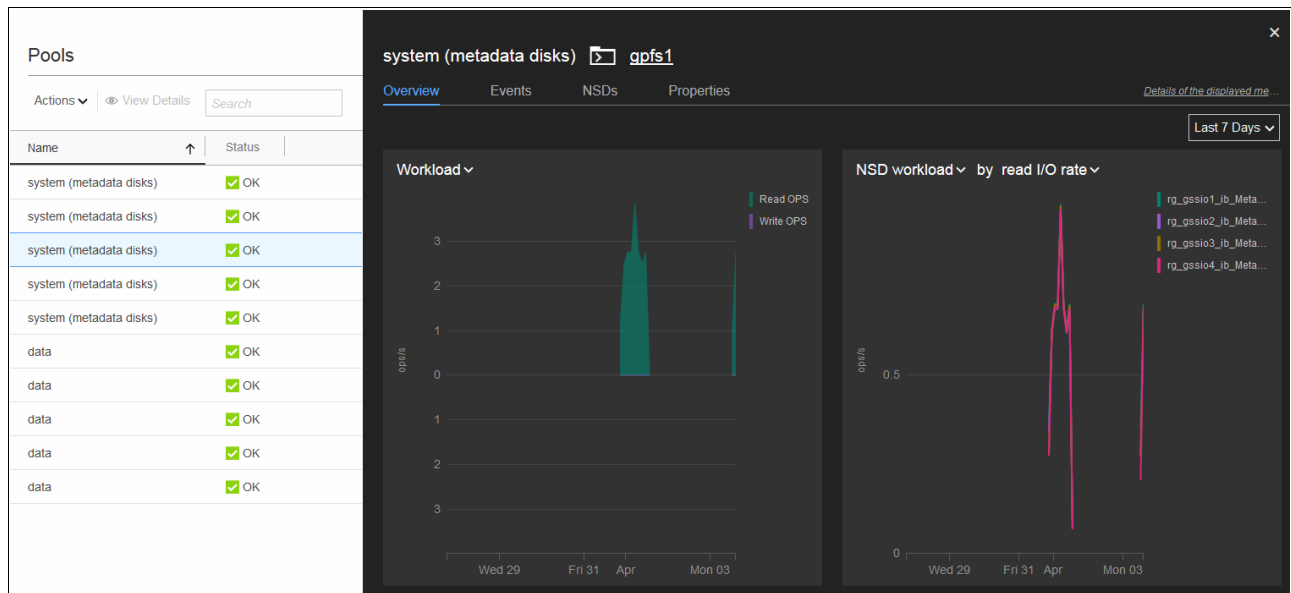 Pools
Actions View Details Search
Name Status
system (metadata disks) OK
system (metadata disks) OK
system (metadata disks) OK
system (metadata disks) OK
system (metadata disks) OK
data OK
data OK
data OK
data OK
data OK
system (metadata disks) gpfs1
Overview Events NSDs Properties
Details of the displayed me...
Last 7 Days
Workload
Read OPS
Write OPS
3
2
1
ops/s
0
1
2
3
Wed 29 Fri 31 Apr Mon 03
NSD workload by read I/O rate
rg_gssio1_ib_Meta...
rg_gssio2_ib_Meta...
rg_gssio3_ib_Meta...
rg_gssio4_ib_Meta...
ops/s
0.5
0
Wed 29 Fri 31 Apr Mon 03